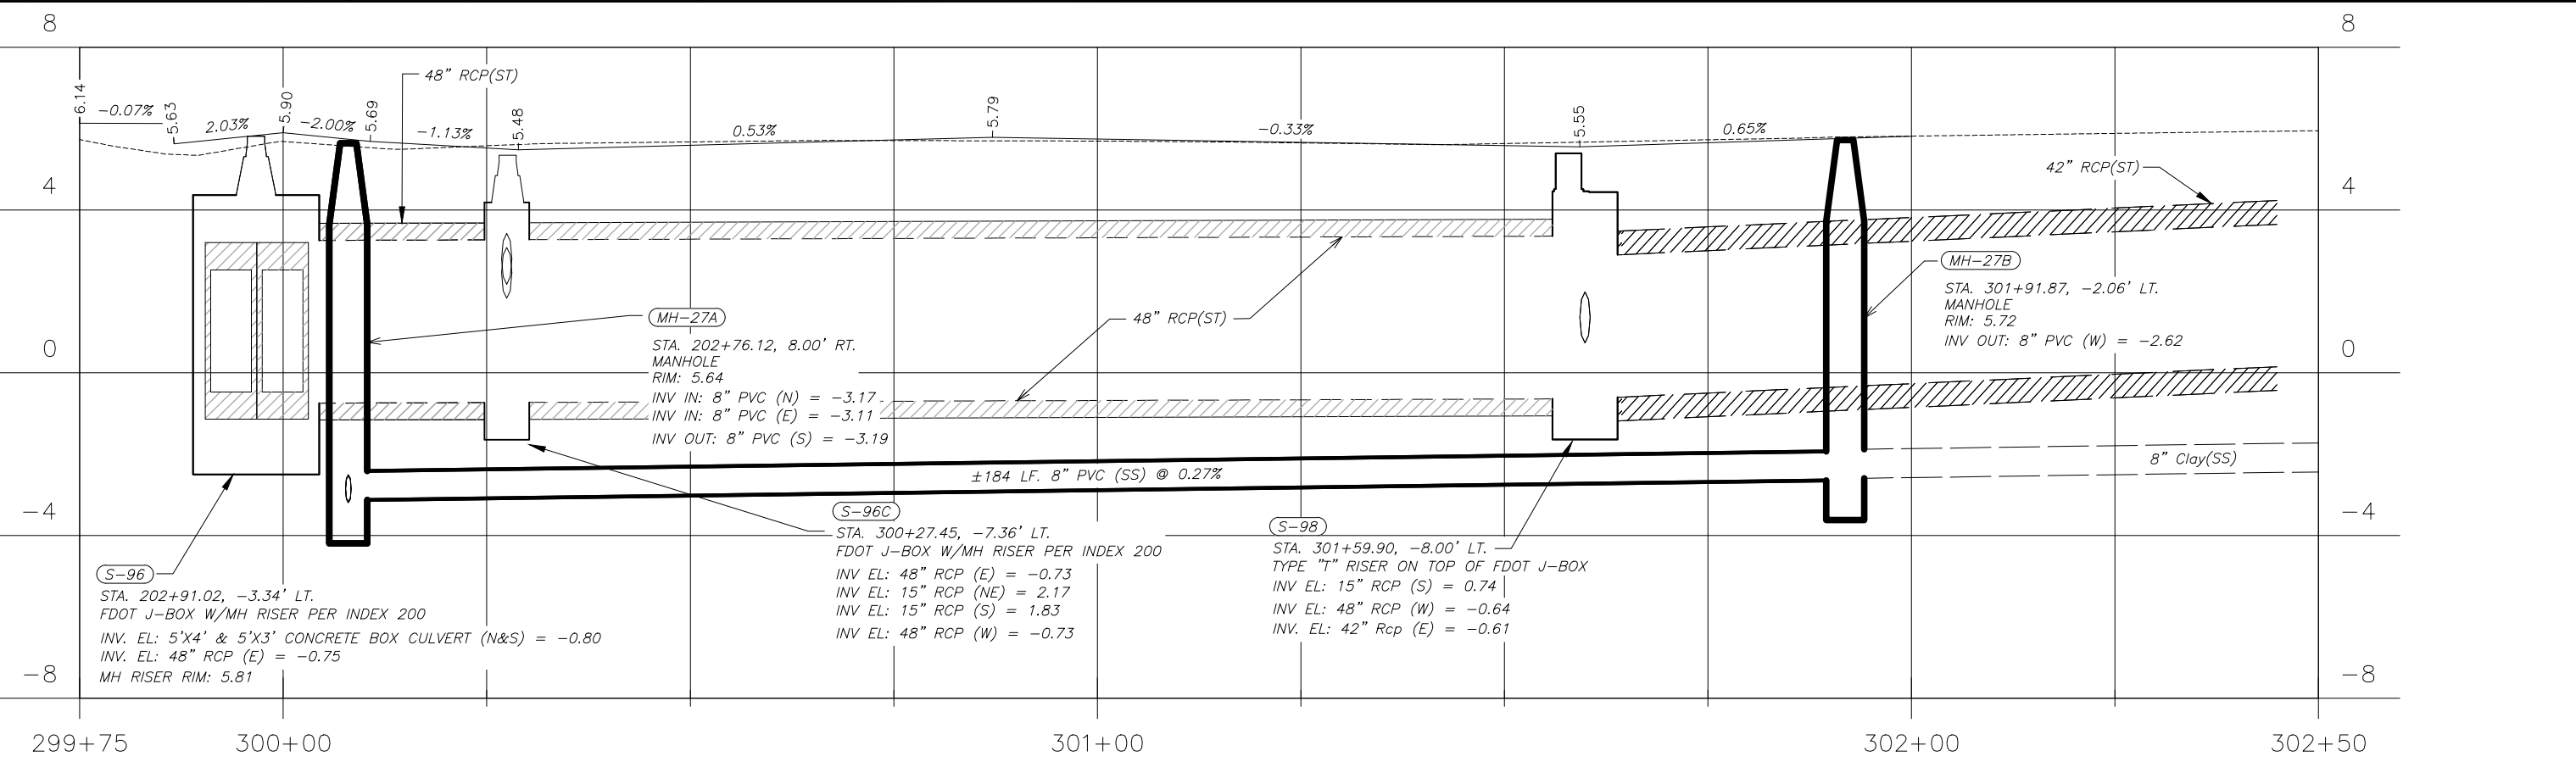 8
8
6.14
-0.07%
5.63
2.03%
5.90
-2.00%
5.69
48" RCP(ST)
-1.13%
5.48
0.53%
5.79
-0.33%
5.55
0.65%
42" RCP(ST)
4
4
MH-27B
STA. 301+91.87, -2.06' LT.
MANHOLE
RIM: 5.72
INV OUT: 8" PVC (W) = -2.62
MH-27A
STA. 202+76.12, 8.00' RT.
MANHOLE
RIM: 5.64
INV IN: 8" PVC (N) = -3.17
INV IN: 8" PVC (E) = -3.11
INV OUT: 8" PVC (S) = -3.19
48" RCP(ST)
0
0
±184 LF. 8" PVC (SS) @ 0.27%
8" Clay(SS)
-4
-4
S-96C
STA. 300+27.45, -7.36' LT.
FDOT J-BOX W/MH RISER PER INDEX 200
INV EL: 48" RCP (E) = -0.73
INV EL: 15" RCP (NE) = 2.17
INV EL: 15" RCP (S) = 1.83
INV EL: 48" RCP (W) = -0.73
S-98
STA. 301+59.90, -8.00' LT.
TYPE "T" RISER ON TOP OF FDOT J-BOX
INV EL: 15" RCP (S) = 0.74
INV EL: 48" RCP (W) = -0.64
INV. EL: 42" Rcp (E) = -0.61
S-96
STA. 202+91.02, -3.34' LT.
FDOT J-BOX W/MH RISER PER INDEX 200
INV. EL: 5'X4' & 5'X3' CONCRETE BOX CULVERT (N&S) = -0.80
INV. EL: 48" RCP (E) = -0.75
MH RISER RIM: 5.81
-8
-8
299+75
300+00
301+00
302+00
302+50